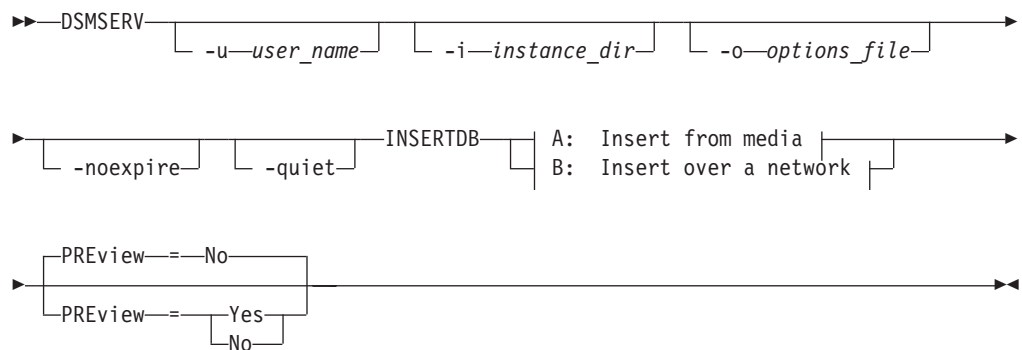 DSMSERV
-u user_name -i instance_dir -o options_file
INSERTDB A: Insert from media
-noexpire -quiet B: Insert over a network
PREview = No
PREview = Yes
No